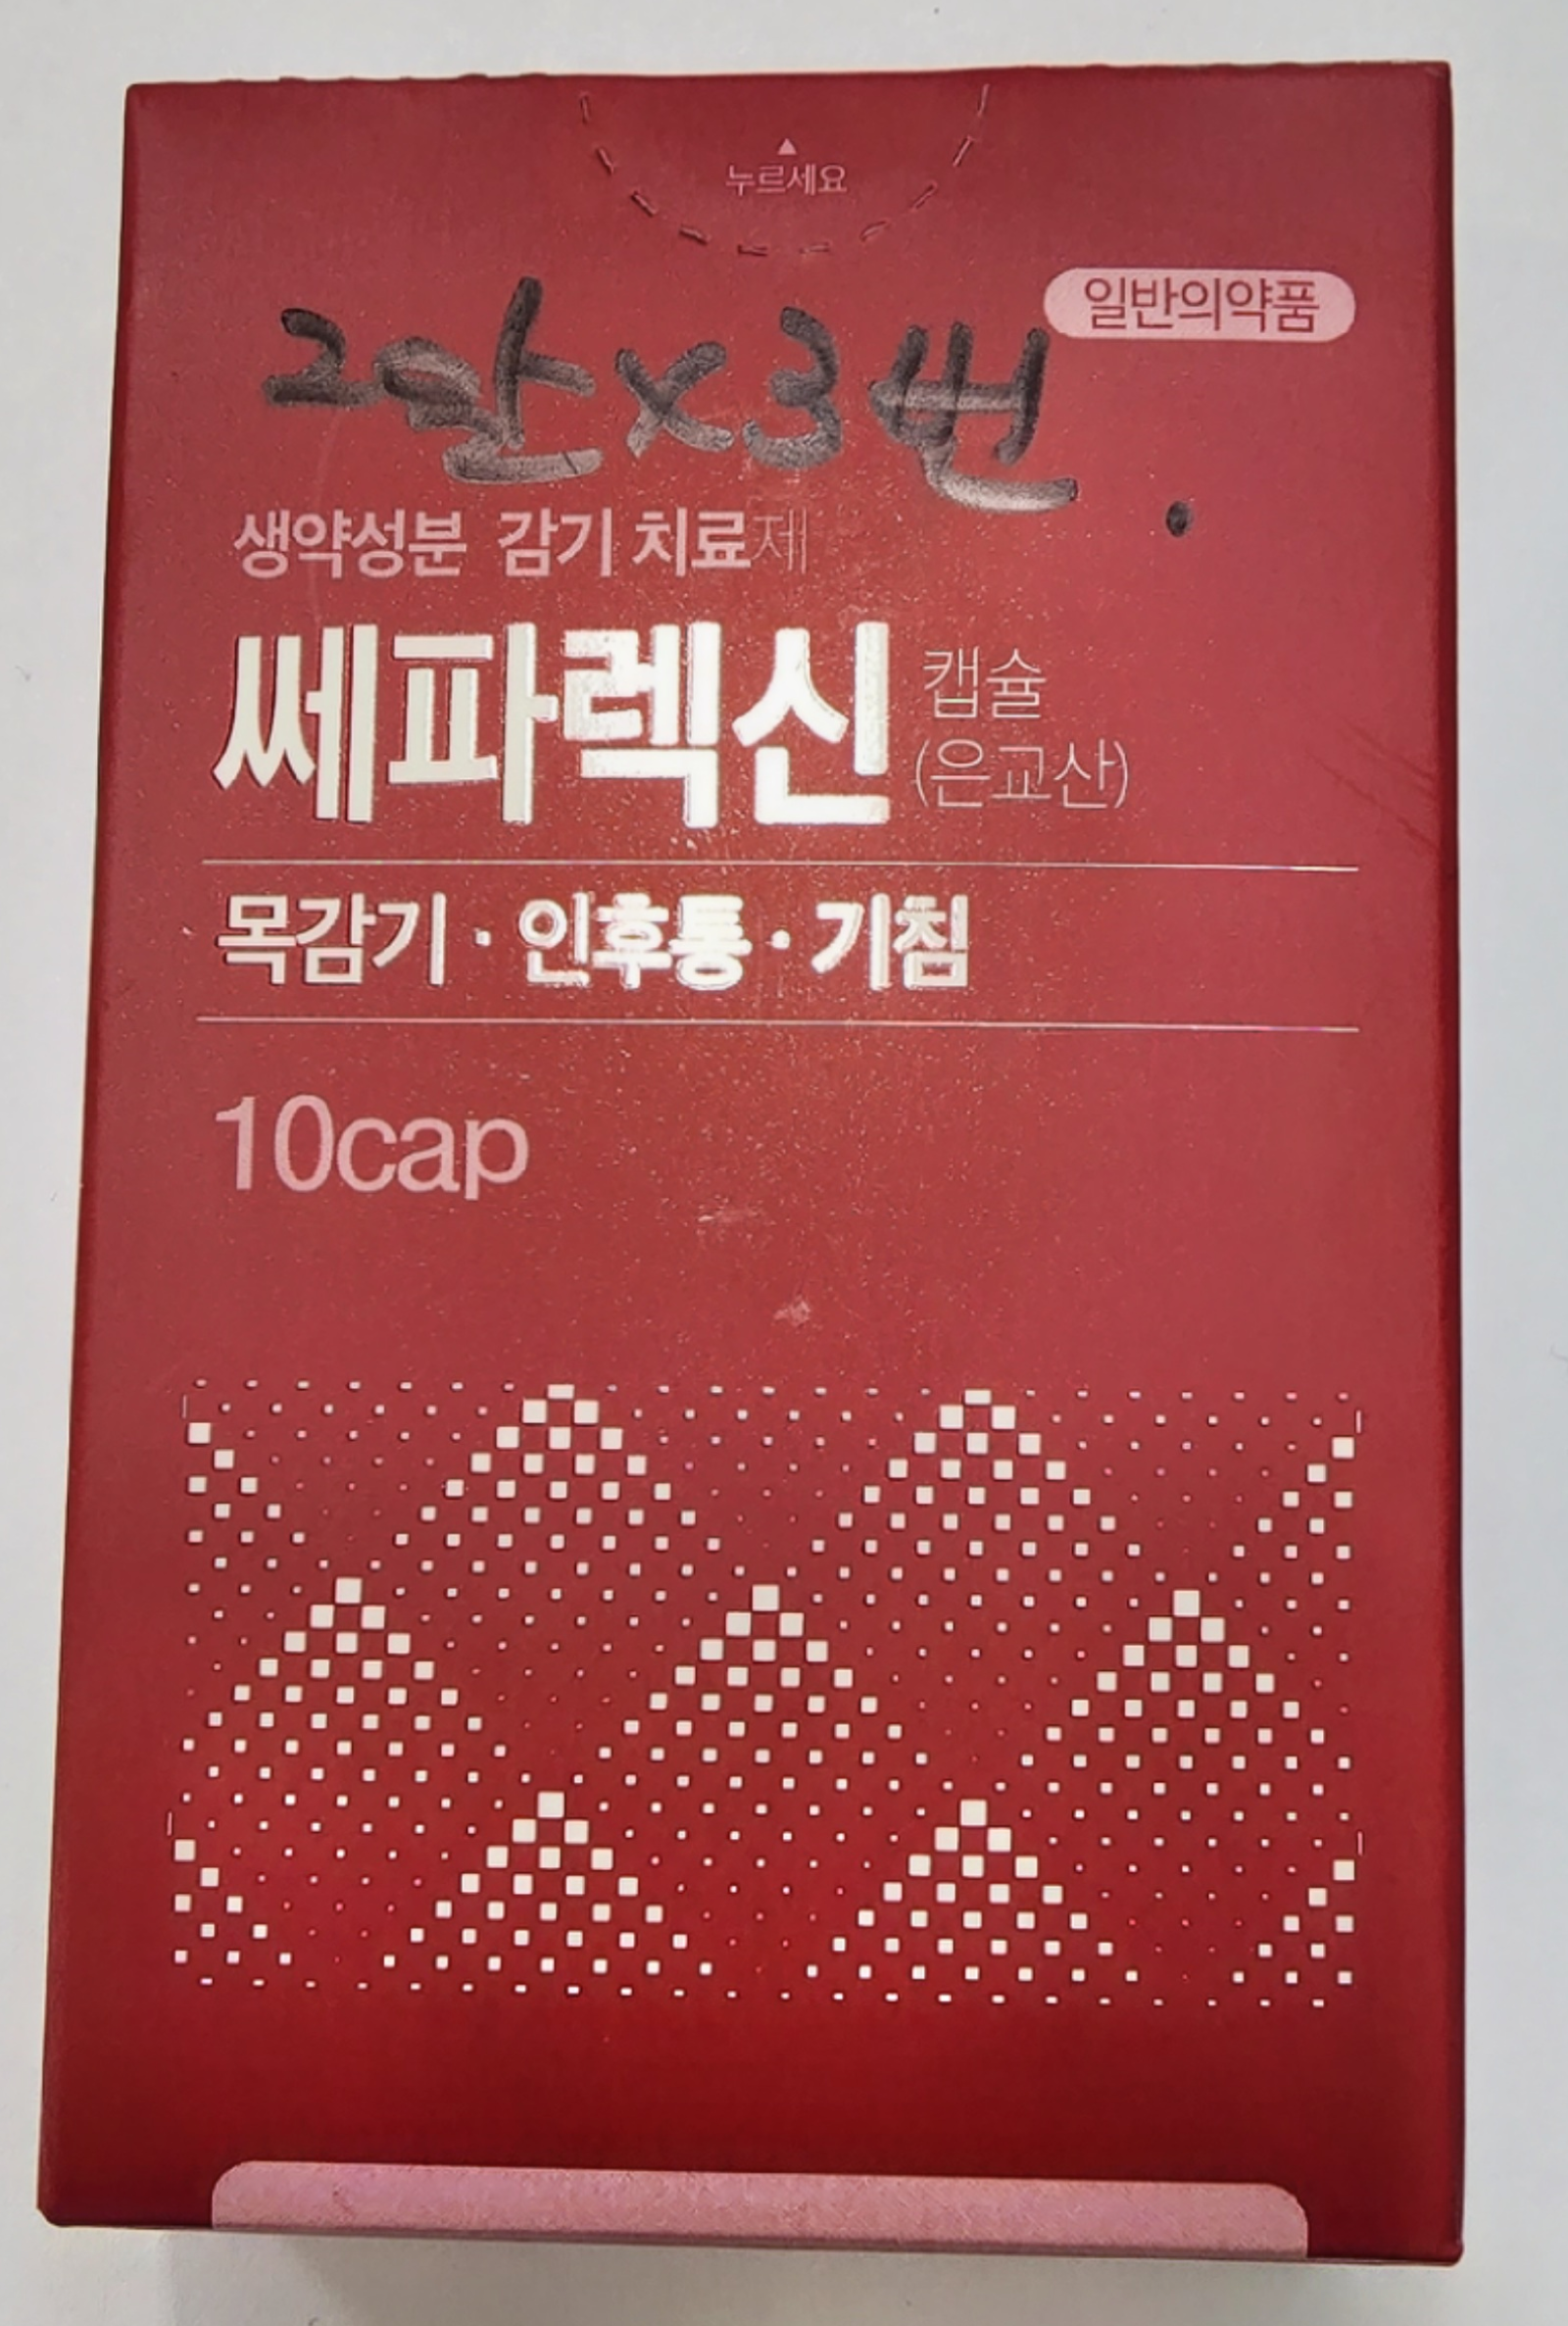 누르세요
일반의약품
2알x3번.
생약성분 감기 치료제
쎄파렉신 캡슐
(은교산)
목감기 · 인후통 · 기침
10cap